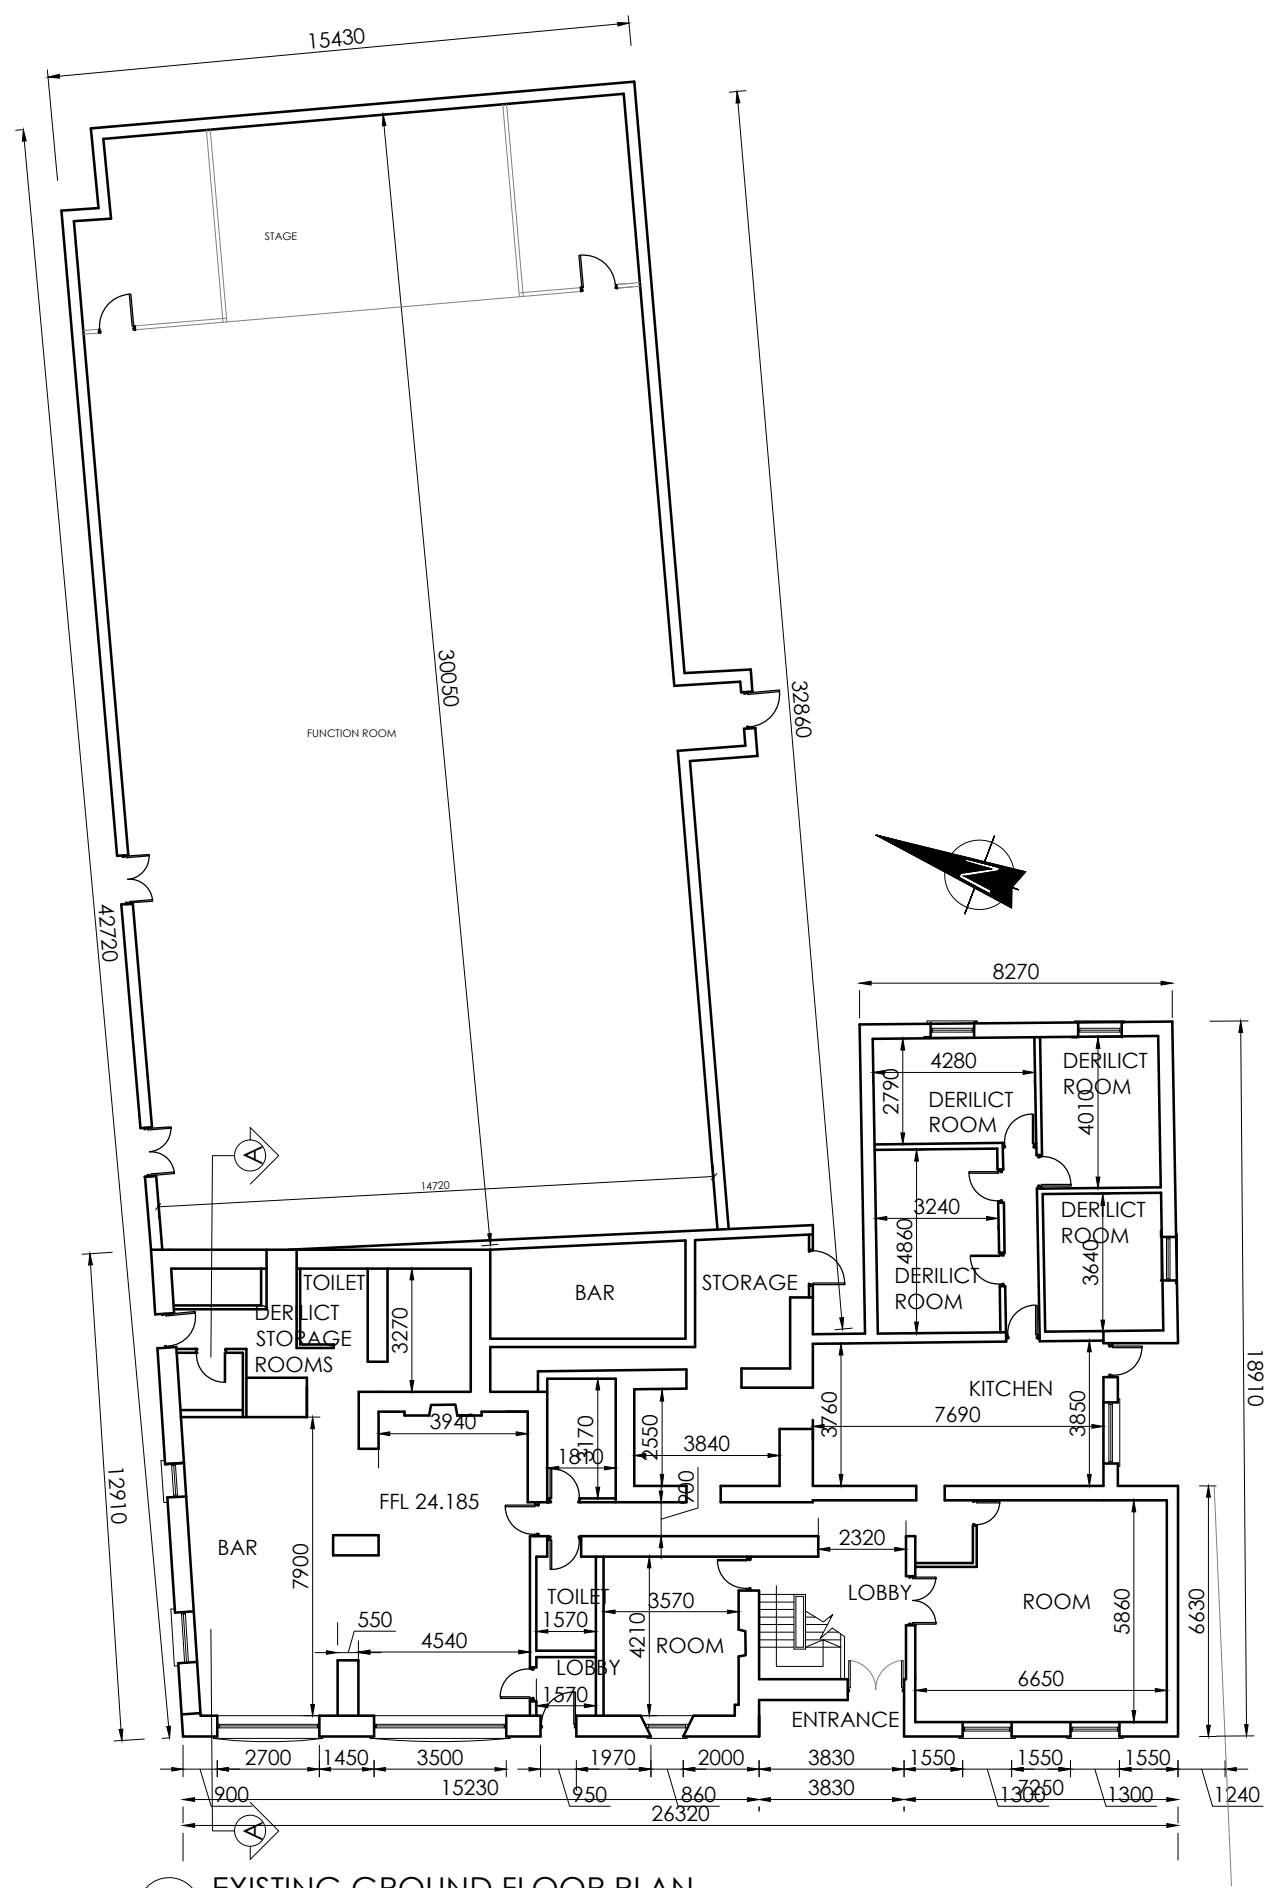 15430
STAGE
30050
32860
FUNCTION ROOM
42720
N
8270
4280
2790
DERILICT
ROOM
DERILICT
ROOM
4010
A
14720
3240
4860
DERILICT
ROOM
DERILICT
ROOM
3640
TOILET
DERILICT
STORAGE
ROOMS
3270
BAR
STORAGE
18910
KITCHEN
3760
7690
3850
3940
3170
1810
2550
3840
900
12910
FFL 24.185
BAR
7900
2320
LOBBY
ROOM
5860
6630
TOILET
1570
3570
4210
ROOM
550
4540
LOBBY
1570
6650
ENTRANCE
2700
1450
3500
1970
2000
3830
1550
1550
1550
900
15230
950
860
3830
1300
7250
1300
1240
26320
A
EXISTING GROUND FLOOR PLAN